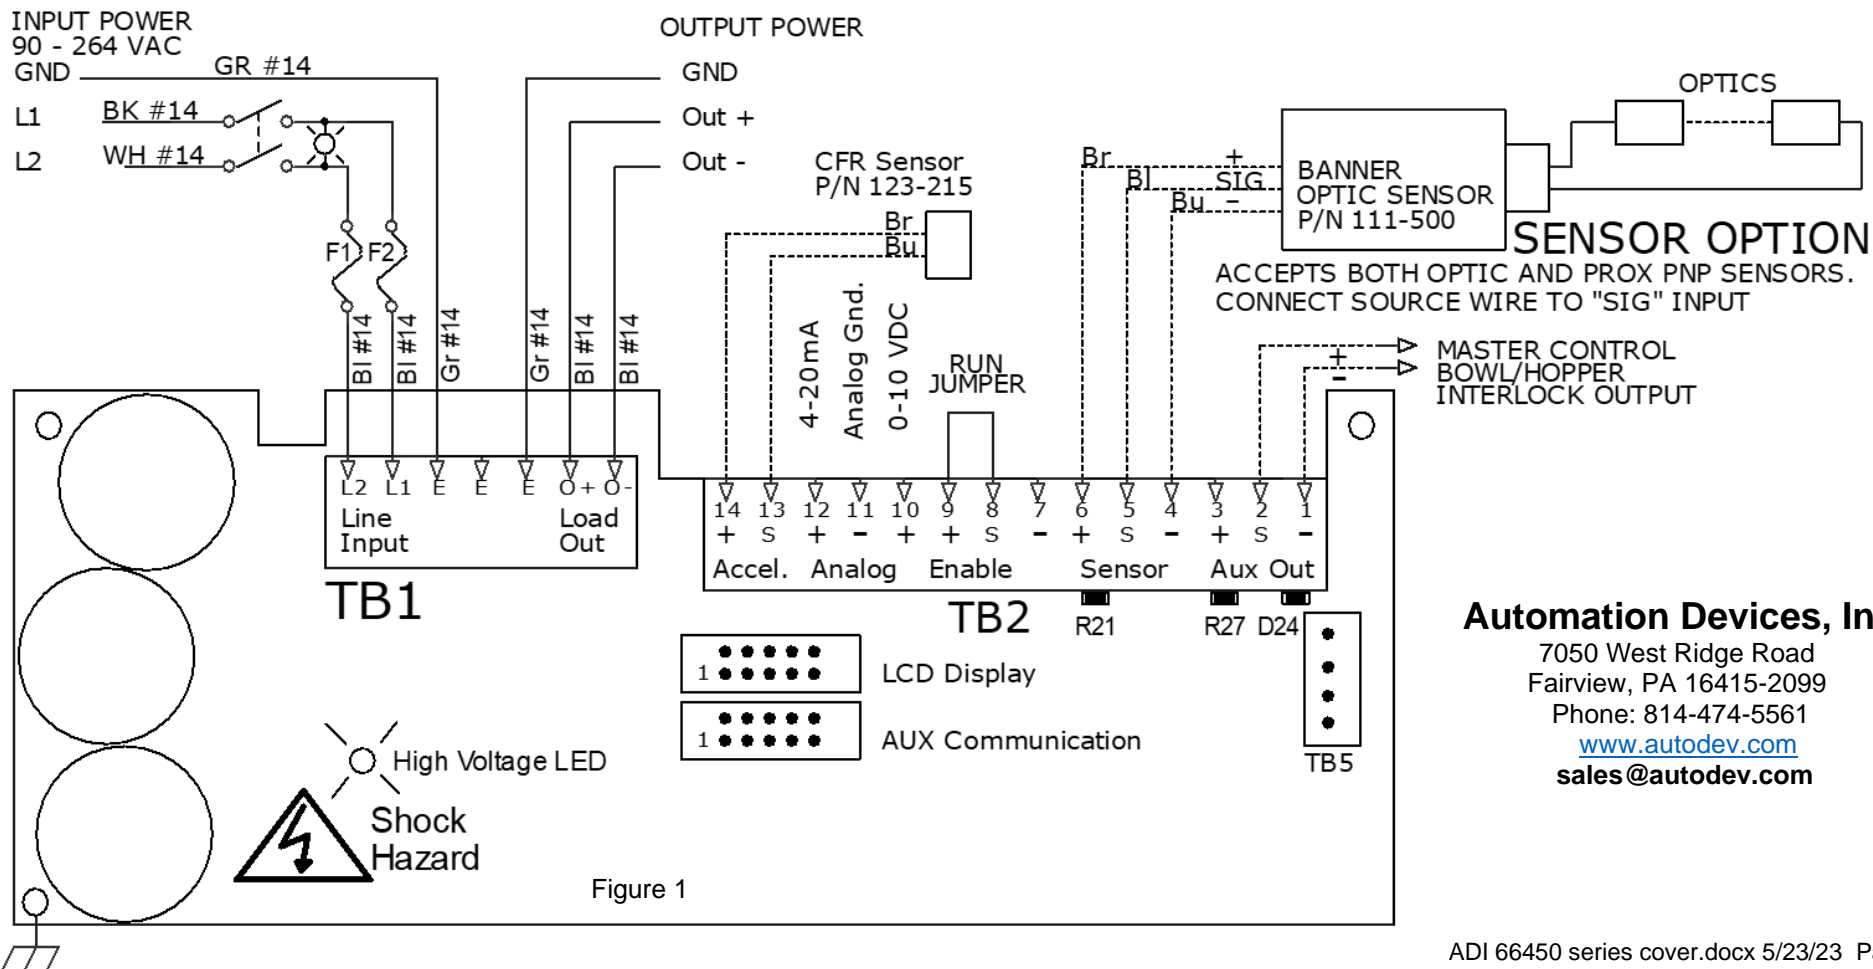 INPUT POWER
90 - 264 VAC
GND
GR #14
L1
BK #14
L2
WH #14
OUTPUT POWER
GND
Out +
Out -
CFR Sensor
P/N 123-215
Br
Bu
OPTICS
Br
+
Bl
SIG
Bu
-
BANNER
OPTIC SENSOR
P/N 111-500
SENSOR OPTION
ACCEPTS BOTH OPTIC AND PROX PNP SENSORS.
CONNECT SOURCE WIRE TO "SIG" INPUT
F1
F2
Bl #14
Bl #14
Gr #14
Gr #14
Bl #14
Bl #14
4-20mA
Analog Gnd.
0-10 VDC
RUN
JUMPER
+
-
MASTER CONTROL
BOWL/HOPPER
INTERLOCK OUTPUT
L2 L1 E E E O+ O-
Line
Input
Load
Out
TB1
14 13 12 11 10 9 8 7 6 5 4 3 2 1
+ S + - + + S - + S - + S -
Accel. Analog Enable Sensor Aux Out
TB2
R21
R27
D24
1
LCD Display
1
AUX Communication
TB5
High Voltage LED
Shock
Hazard
Figure 1
Automation Devices, In
7050 West Ridge Road
Fairview, PA 16415-2099
Phone: 814-474-5561
www.autodev.com
sales@autodev.com
ADI 66450 series cover.docx 5/23/23 P.